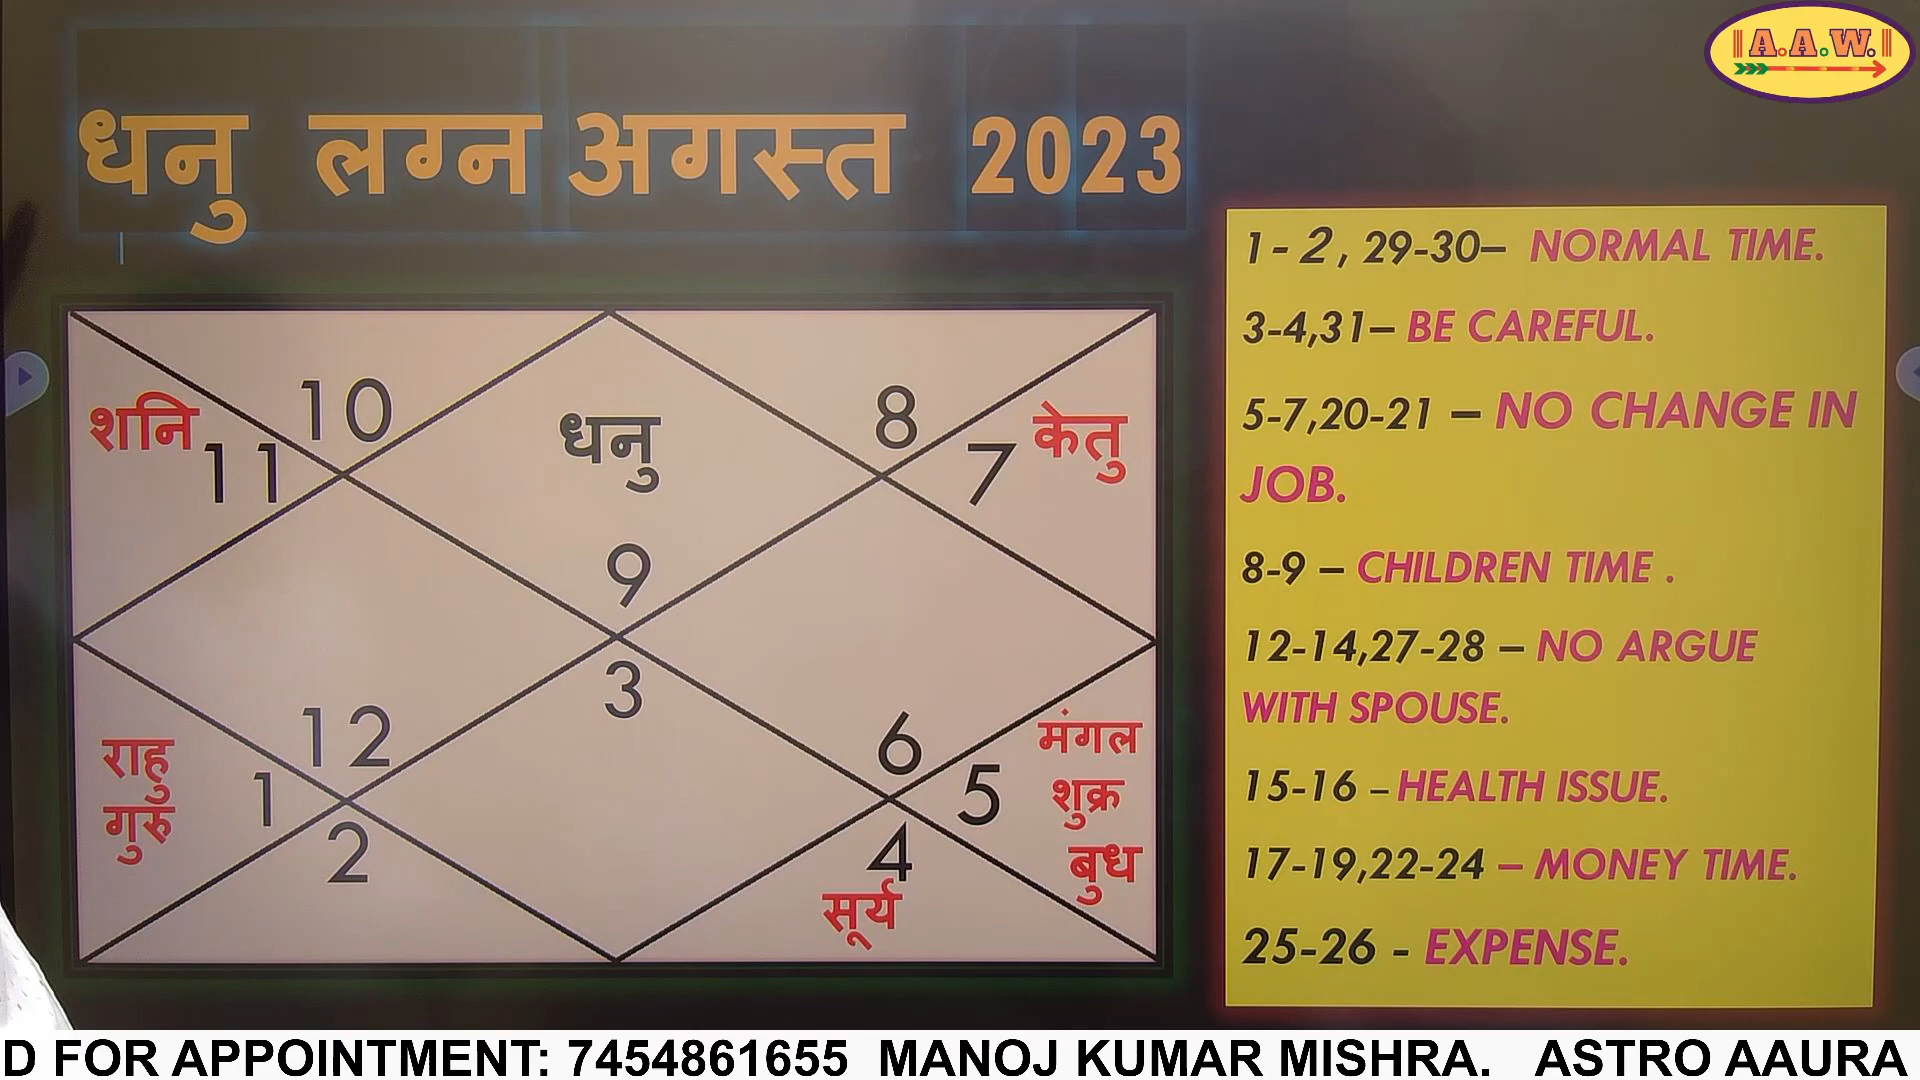 A.A.W.
धनु लग्न अगस्त 2023
1-2, 29-30– NORMAL TIME.
3-4,31– BE CAREFUL.
5-7,20-21 – NO CHANGE IN
JOB.
8-9 – CHILDREN TIME .
12-14,27-28 – NO ARGUE
WITH SPOUSE.
15-16 – HEALTH ISSUE.
17-19,22-24 – MONEY TIME.
25-26 - EXPENSE.
शनि
11
10
धनु
9
8
7
केतु
राहु
गुरु
1
12
2
3
6
5
मंगल
शुक्र
बुध
4
सूर्य
D FOR APPOINTMENT: 7454861655 MANOJ KUMAR MISHRA. ASTRO AAURA